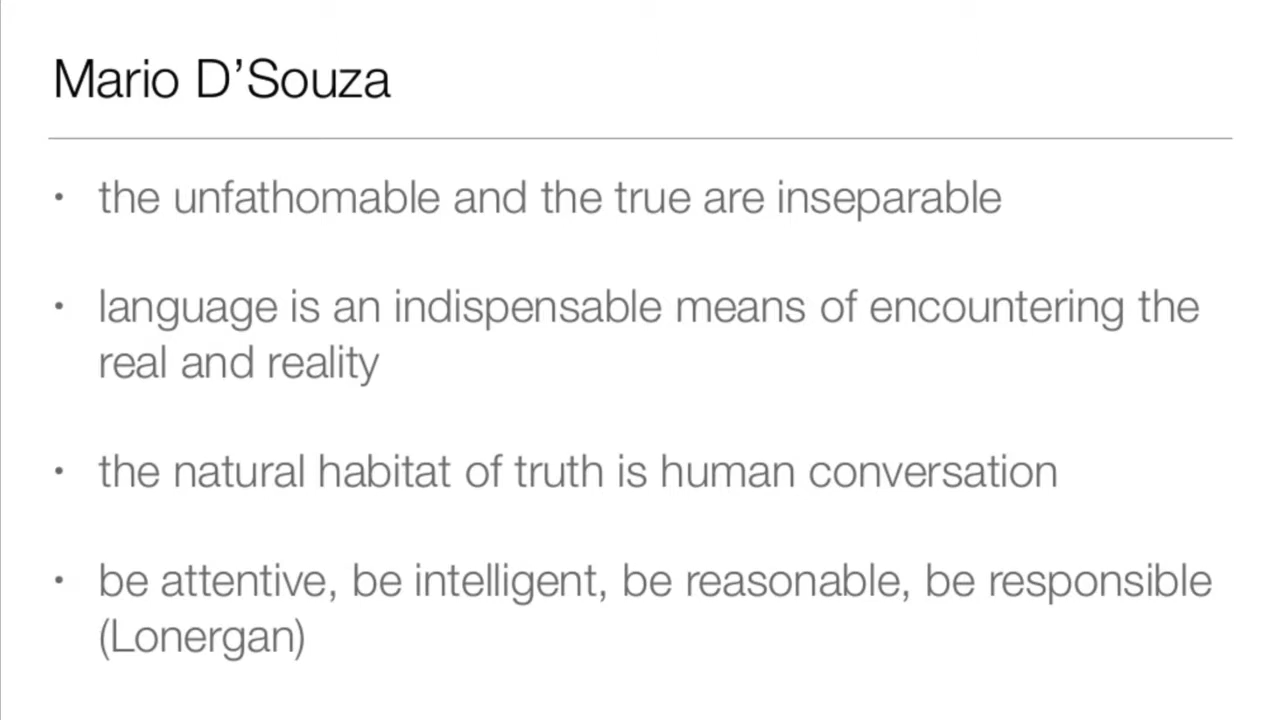 Mario D’Souza
• the unfathomable and the true are inseparable
• language is an indispensable means of encountering the
real and reality
• the natural habitat of truth is human conversation
• be attentive, be intelligent, be reasonable, be responsible
(Lonergan)